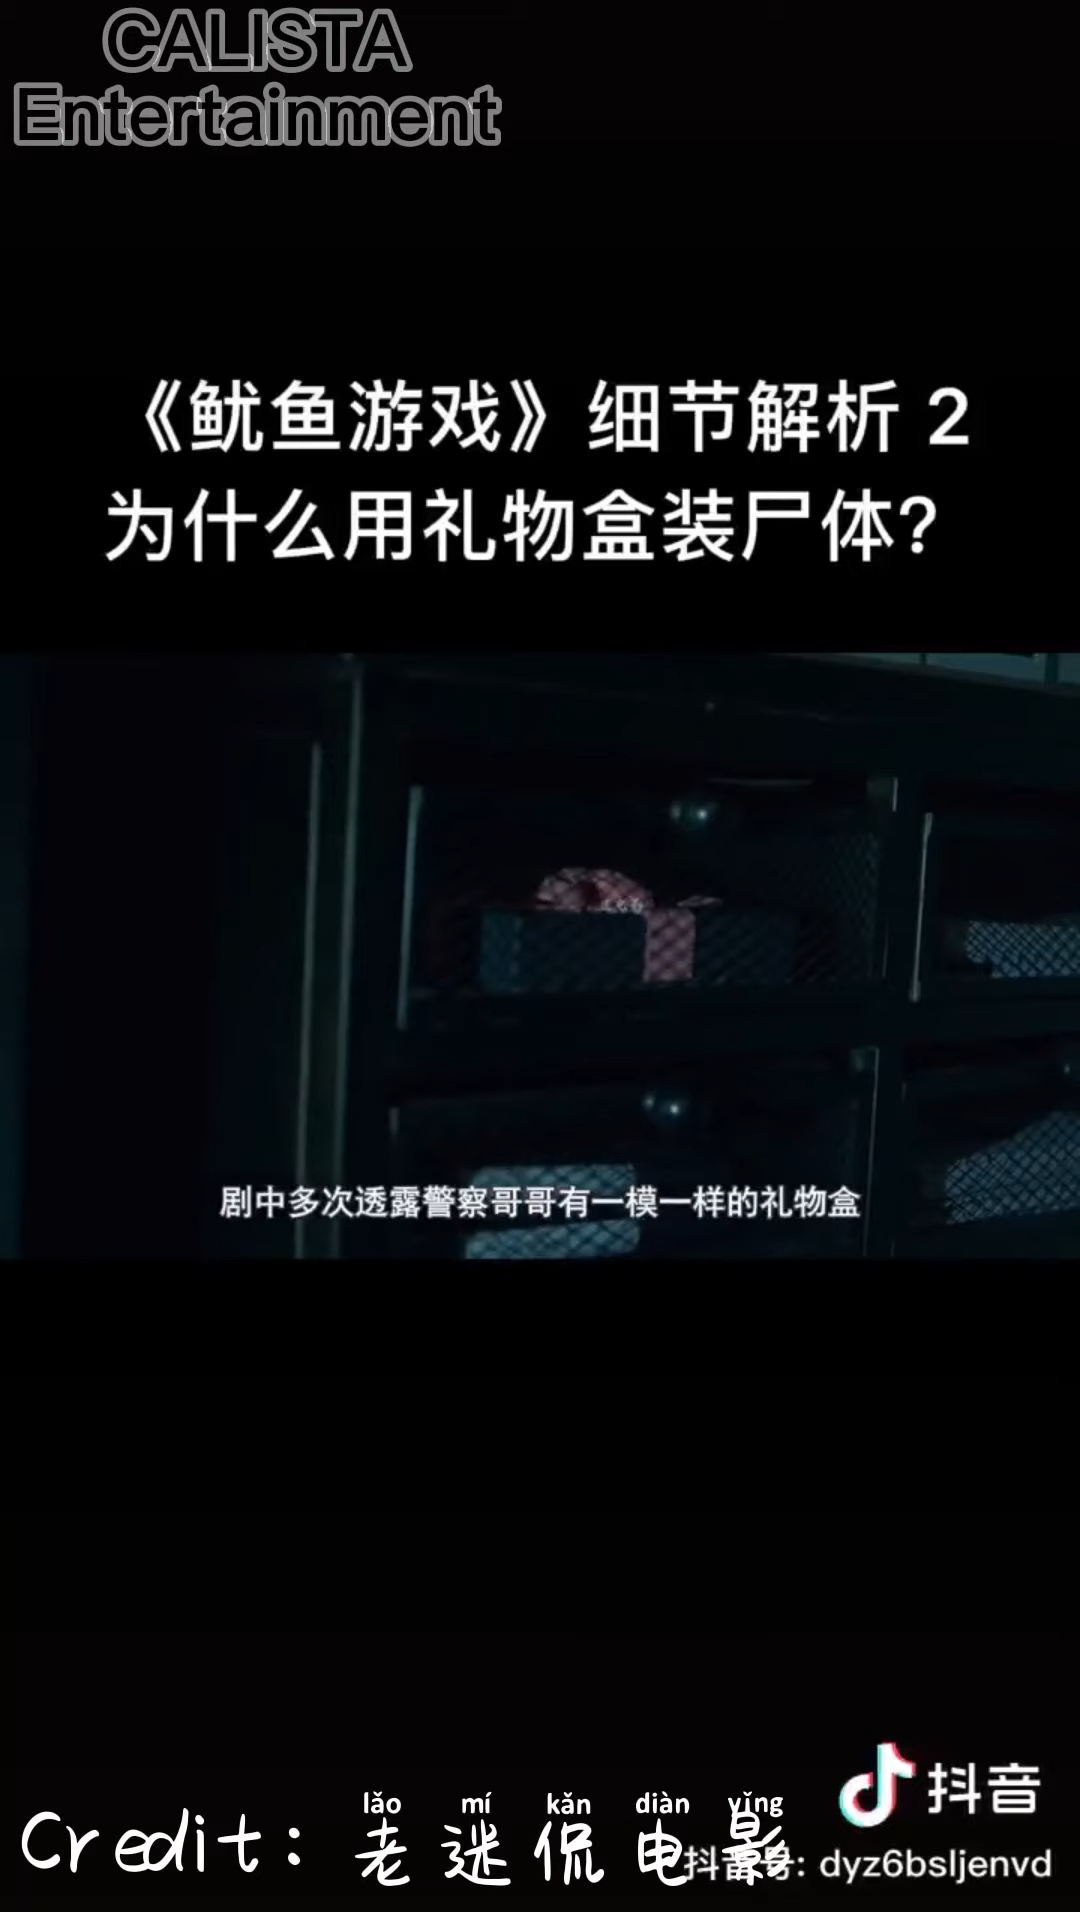 CALISTA
Entertainment
《鱿鱼游戏》细节解析 2
为什么用礼物盒装尸体?
剧中多次透露警察哥哥有一模一样的礼物盒
抖音
lǎo mí kǎn diàn yǐng
Credit: 老迷侃电影
抖音号: dyz6bsljenvd